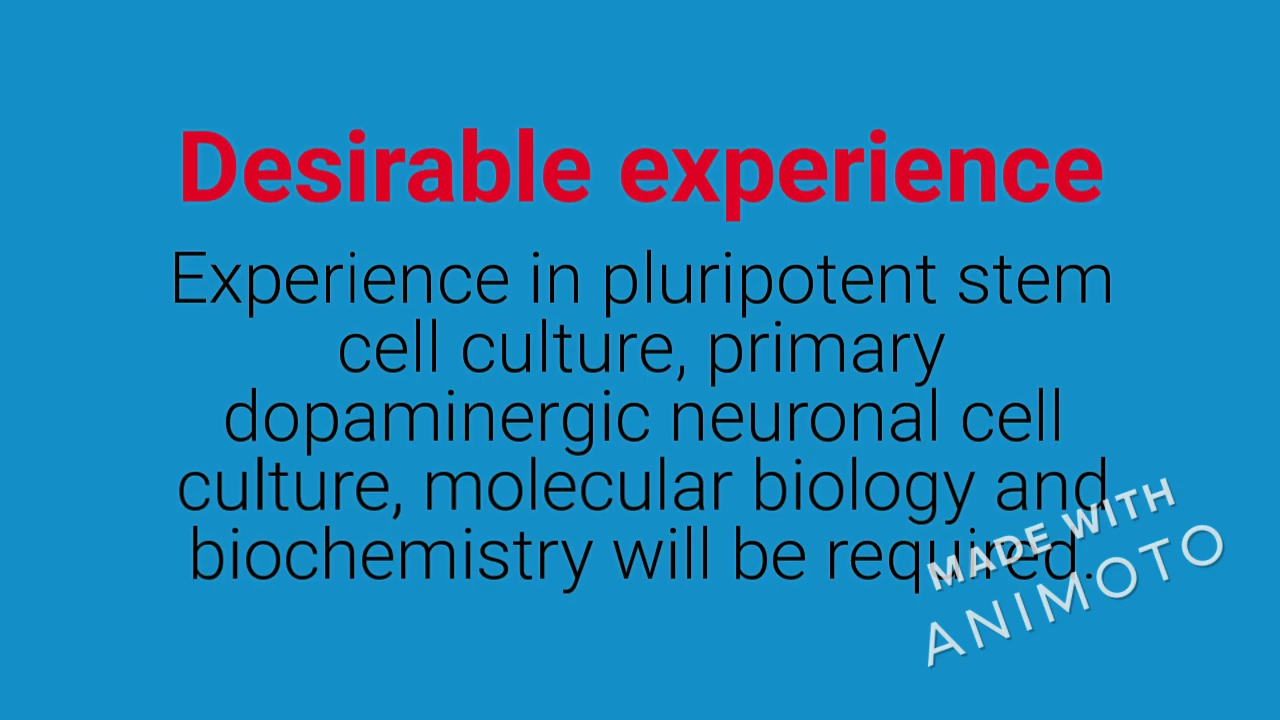 Desirable experience
Experience in pluripotent stem
cell culture, primary
dopaminergic neuronal cell
culture, molecular biology and
biochemistry will be required.
MADE WITH
ANIMOTO